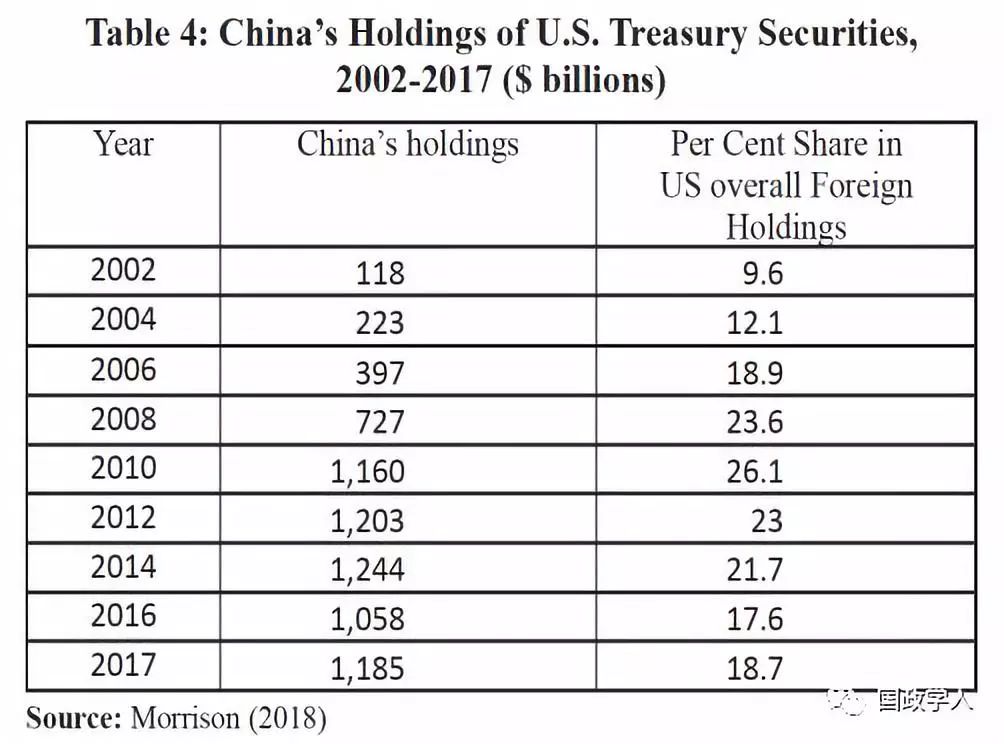 Table 4: China's Holdings of U.S. Treasury Securities,
2002-2017 ($ billions)
Year China's holdings Per Cent Share in
US overall Foreign
Holdings
2002 118 9.6
2004 223 12.1
2006 397 18.9
2008 727 23.6
2010 1,160 26.1
2012 1,203 23
2014 1,244 21.7
2016 1,058 17.6
2017 1,185 18.7
Source: Morrison (2018)
国政学人